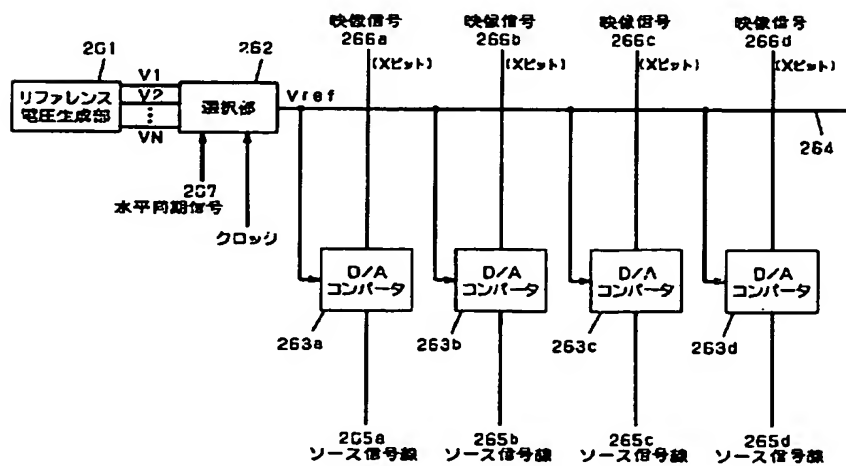 映像信号
266a
(Xビット)
映像信号
266b
(Xビット)
映像信号
266c
(Xビット)
映像信号
266d
(Xビット)
261
リファレンス
電圧生成部
V1
V2
VN
262
選択部
Vref
264
267
水平同期信号
クロック
D/A
コンバータ
263a
D/A
コンバータ
263b
D/A
コンバータ
263c
D/A
コンバータ
263d
265a
ソース信号線
265b
ソース信号線
265c
ソース信号線
265d
ソース信号線